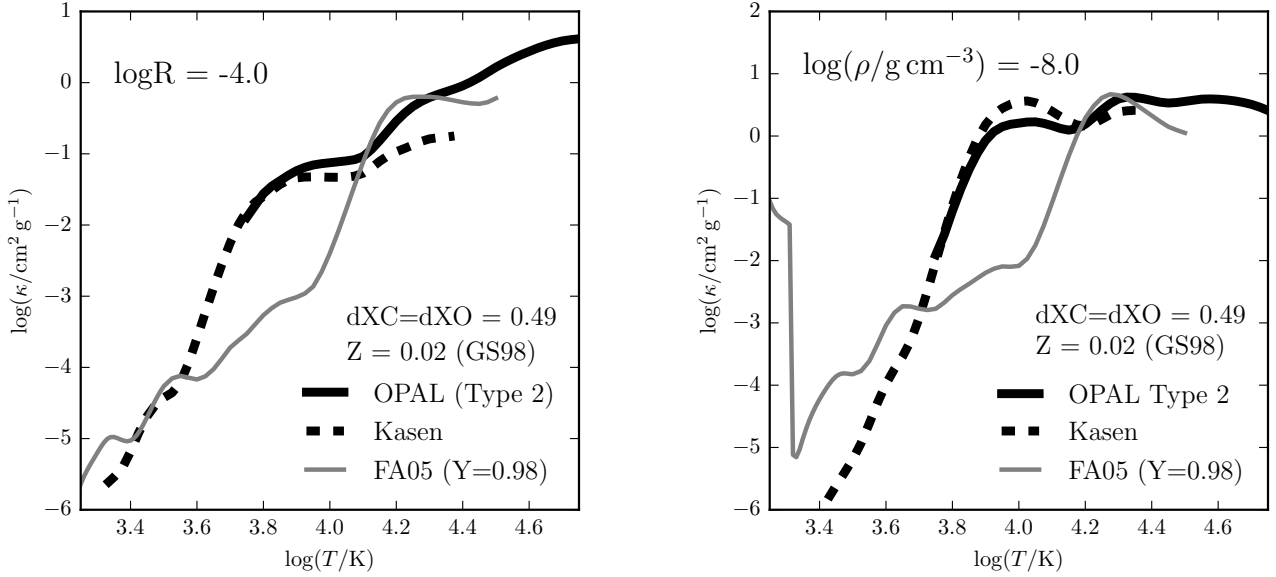 logR = -4.0
dXC=dXO = 0.49
Z = 0.02 (GS98)
OPAL (Type 2)
Kasen
FA05 (Y=0.98)
1
0
−1
−2
−3
−4
−5
−6
3.4 3.6 3.8 4.0 4.2 4.4 4.6
log(T/K)
log(κ/cm² g⁻¹)
log(ρ/g cm⁻³) = -8.0
dXC=dXO = 0.49
Z = 0.02 (GS98)
OPAL Type 2
Kasen
FA05 (Y=0.98)
2
1
0
−1
−2
−3
−4
−5
−6
3.4 3.6 3.8 4.0 4.2 4.4 4.6
log(T/K)
log(κ/cm² g⁻¹)